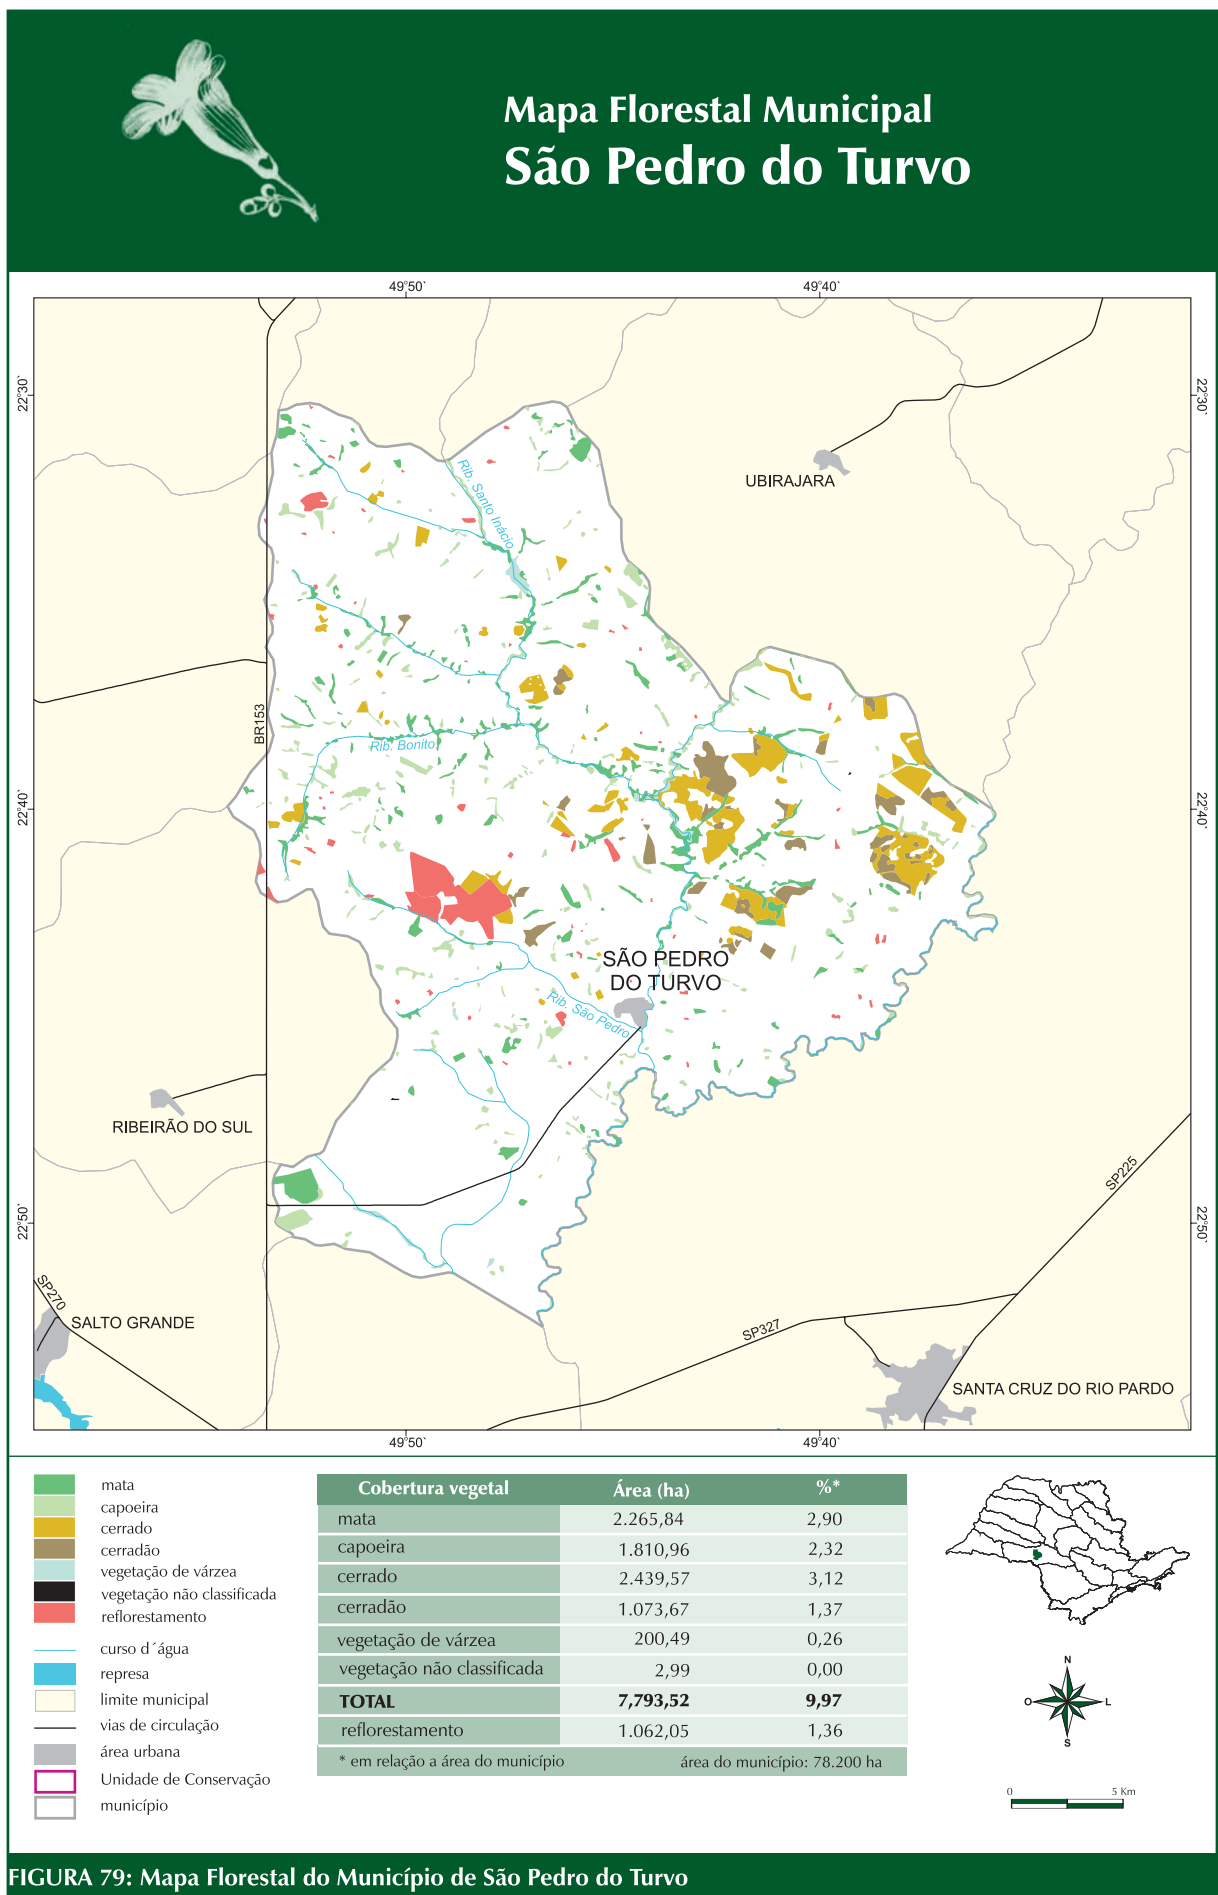 Mapa Florestal Municipal
São Pedro do Turvo
49°50`
49°40`
22°30`
22°30`
Rib. Santo Inácio
UBIRAJARA
BR153
Rib. Bonito
22°40`
22°40`
SÃO PEDRO
DO TURVO
Rib. São Pedro
RIBEIRÃO DO SUL
SP225
22°50`
22°50`
SP270
SALTO GRANDE
SP327
SANTA CRUZ DO RIO PARDO
49°50`
49°40`
mata
capoeira
cerrado
cerradão
vegetação de várzea
vegetação não classificada
reflorestamento
curso d´água
represa
limite municipal
vias de circulação
área urbana
Unidade de Conservação
município
Cobertura vegetal Área (ha) %*
mata 2.265,84 2,90
capoeira 1.810,96 2,32
cerrado 2.439,57 3,12
cerradão 1.073,67 1,37
vegetação de várzea 200,49 0,26
vegetação não classificada 2,99 0,00
TOTAL 7,793,52 9,97
reflorestamento 1.062,05 1,36
* em relação a área do município área do município: 78.200 ha
N
O L
S
0 5 Km
FIGURA 79: Mapa Florestal do Município de São Pedro do Turvo